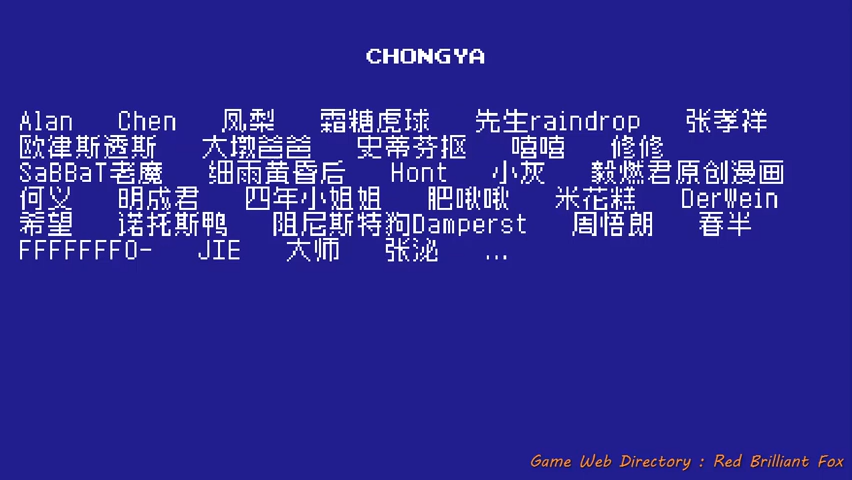 CHONGYA
Alan Chen 凤梨 霜糖虎球 先生raindrop 张孝祥
欧律斯透斯 大墩爸爸 史蒂芬抠 嘻嘻 修修
SaBBaT老魔 细雨黄昏后 Hont 小灰 毅燃君原创漫画
何义 明成君 四年小姐姐 肥啾啾 米花糕 DerWein
希望 诺托斯鸭 阻尼斯特狗Damperst 周悟朗 春半
FFFFFFFO- JIE 大师 张泌 ...
Game Web Directory : Red Brilliant Fox